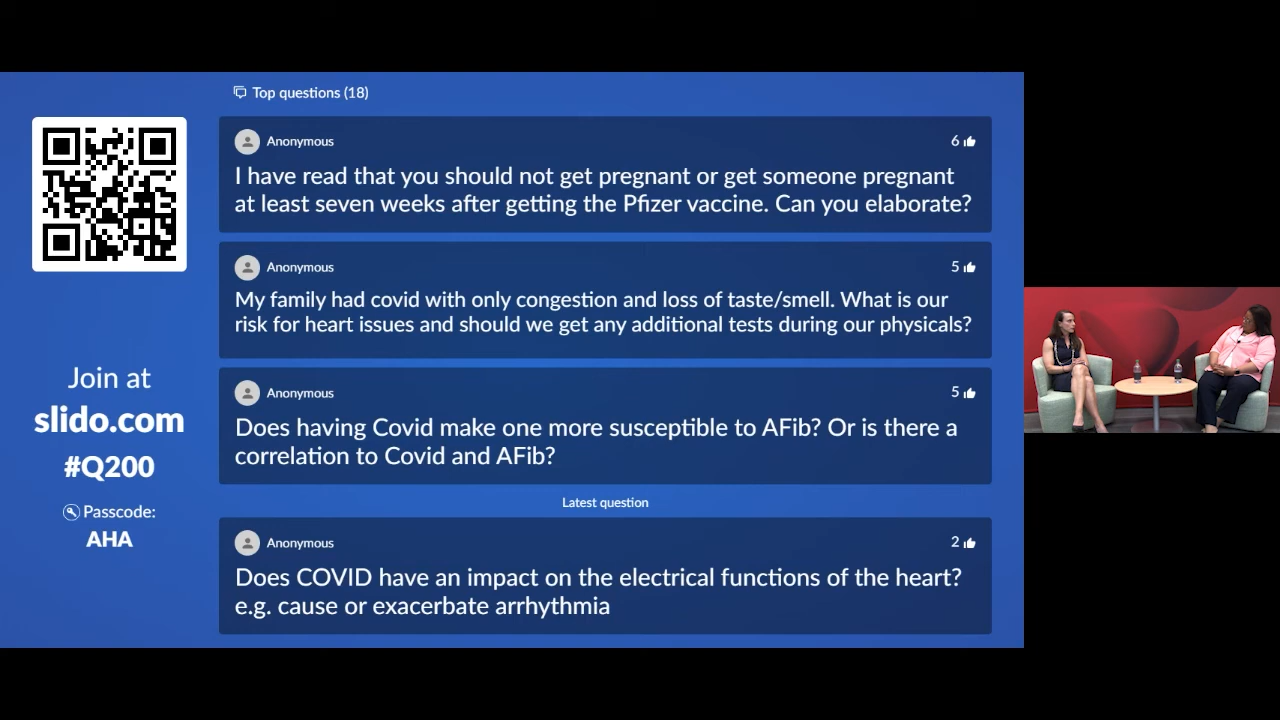 Top questions (18)
Anonymous
6
I have read that you should not get pregnant or get someone pregnant
at least seven weeks after getting the Pfizer vaccine. Can you elaborate?
Anonymous
5
My family had covid with only congestion and loss of taste/smell. What is our
risk for heart issues and should we get any additional tests during our physicals?
Anonymous
5
Does having Covid make one more susceptible to AFib? Or is there a
correlation to Covid and AFib?
Latest question
Anonymous
2
Does COVID have an impact on the electrical functions of the heart?
e.g. cause or exacerbate arrhythmia
Join at
slido.com
#Q200
Passcode:
AHA